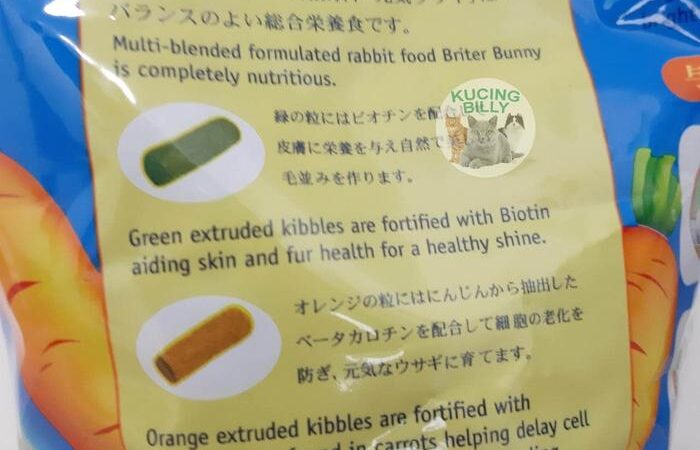 バランスのよい総合栄養食です。
Multi-blended formulated rabbit food Briter Bunny
is completely nutritious.
緑の粒にはビオチンを配合
KUCING
BILLY
皮膚に栄養を与え自然で
毛並みを作ります。
Green extruded kibbles are fortified with Biotin
aiding skin and fur health for a healthy shine.
オレンジの粒にはにんじんから抽出した
ベータカロチンを配合して細胞の老化を
防ぎ、元気なウサギに育てます。
Orange extruded kibbles are fortified with
in carrots helping delay cell